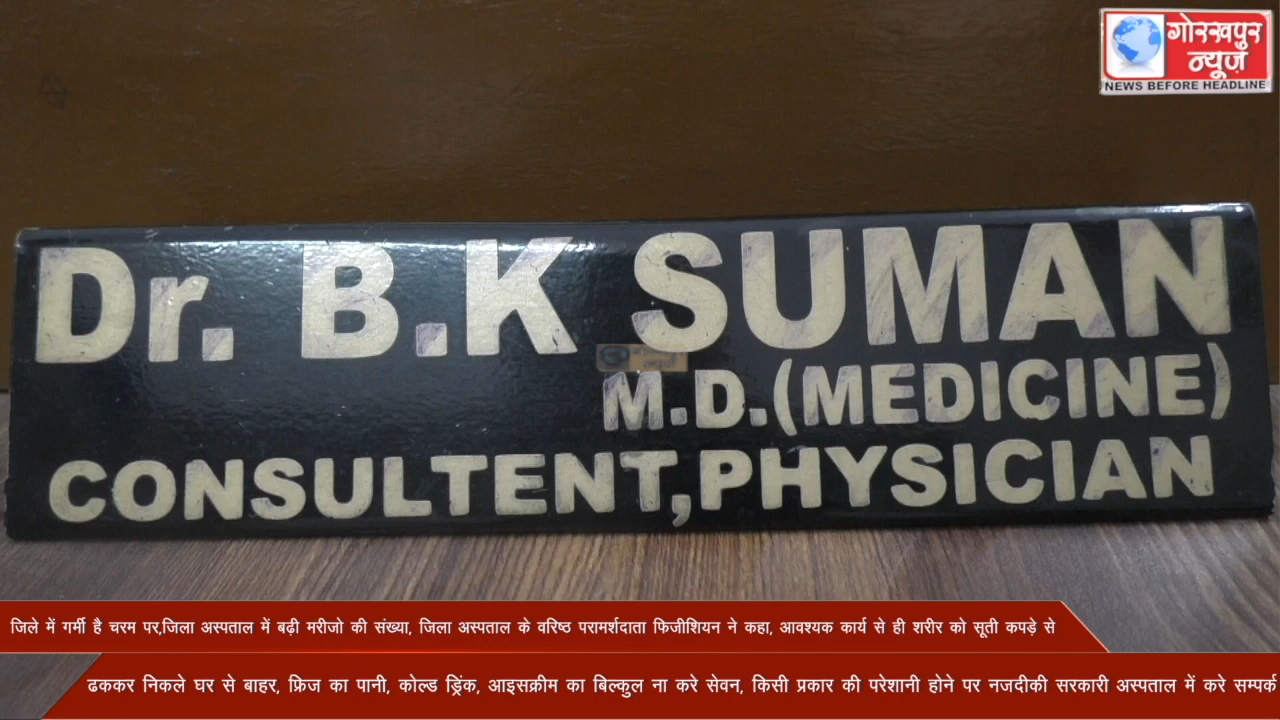 गोरखपुर
न्यूज़
NEWS BEFORE HEADLINE
Dr. B.K SUMAN
M.D.(MEDICINE)
CONSULTENT,PHYSICIAN
जिले में गर्मी है चरम पर,जिला अस्पताल में बढ़ी मरीजो की संख्या, जिला अस्पताल के वरिष्ठ परामर्शदाता फिजीशियन ने कहा, आवश्यक कार्य से ही शरीर को सूती कपड़े से
ढककर निकले घर से बाहर, फ्रिज का पानी, कोल्ड ड्रिंक, आइसक्रीम का बिल्कुल ना करे सेवन, किसी प्रकार की परेशानी होने पर नजदीकी सरकारी अस्पताल में करे सम्पर्क